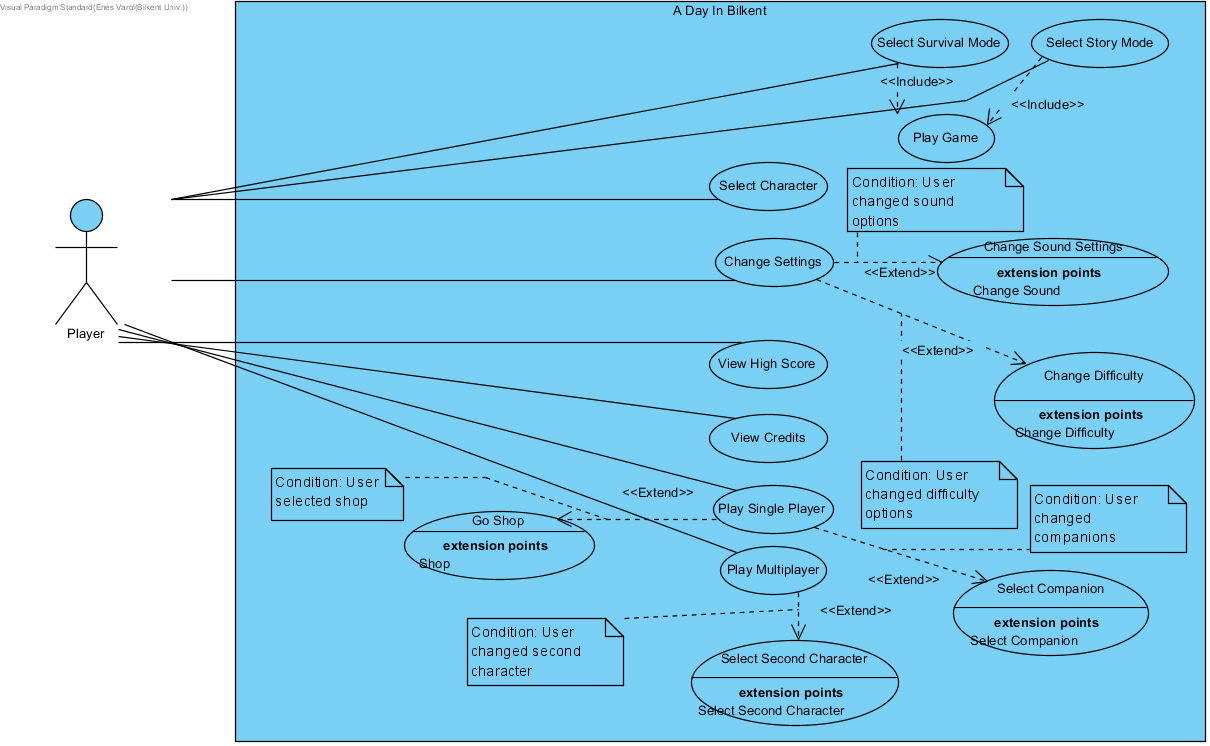 Visual Paradigm Standard(Enes Varol(Bilkent Univ.))
A Day In Bilkent
Select Survival Mode
Select Story Mode
<<Include>>
<<Include>>
Play Game
Select Character
Condition: User
changed sound
options
Change Settings
<<Extend>>
Change Sound Settings
extension points
Change Sound
Player
View High Score
<<Extend>>
Change Difficulty
extension points
Change Difficulty
View Credits
Condition: User
selected shop
<<Extend>>
Go Shop
extension points
Shop
Play Single Player
Condition: User
changed difficulty
options
Condition: User
changed
companions
Play Multiplayer
<<Extend>>
Select Companion
extension points
Select Companion
<<Extend>>
Condition: User
changed second
character
Select Second Character
extension points
Select Second Character